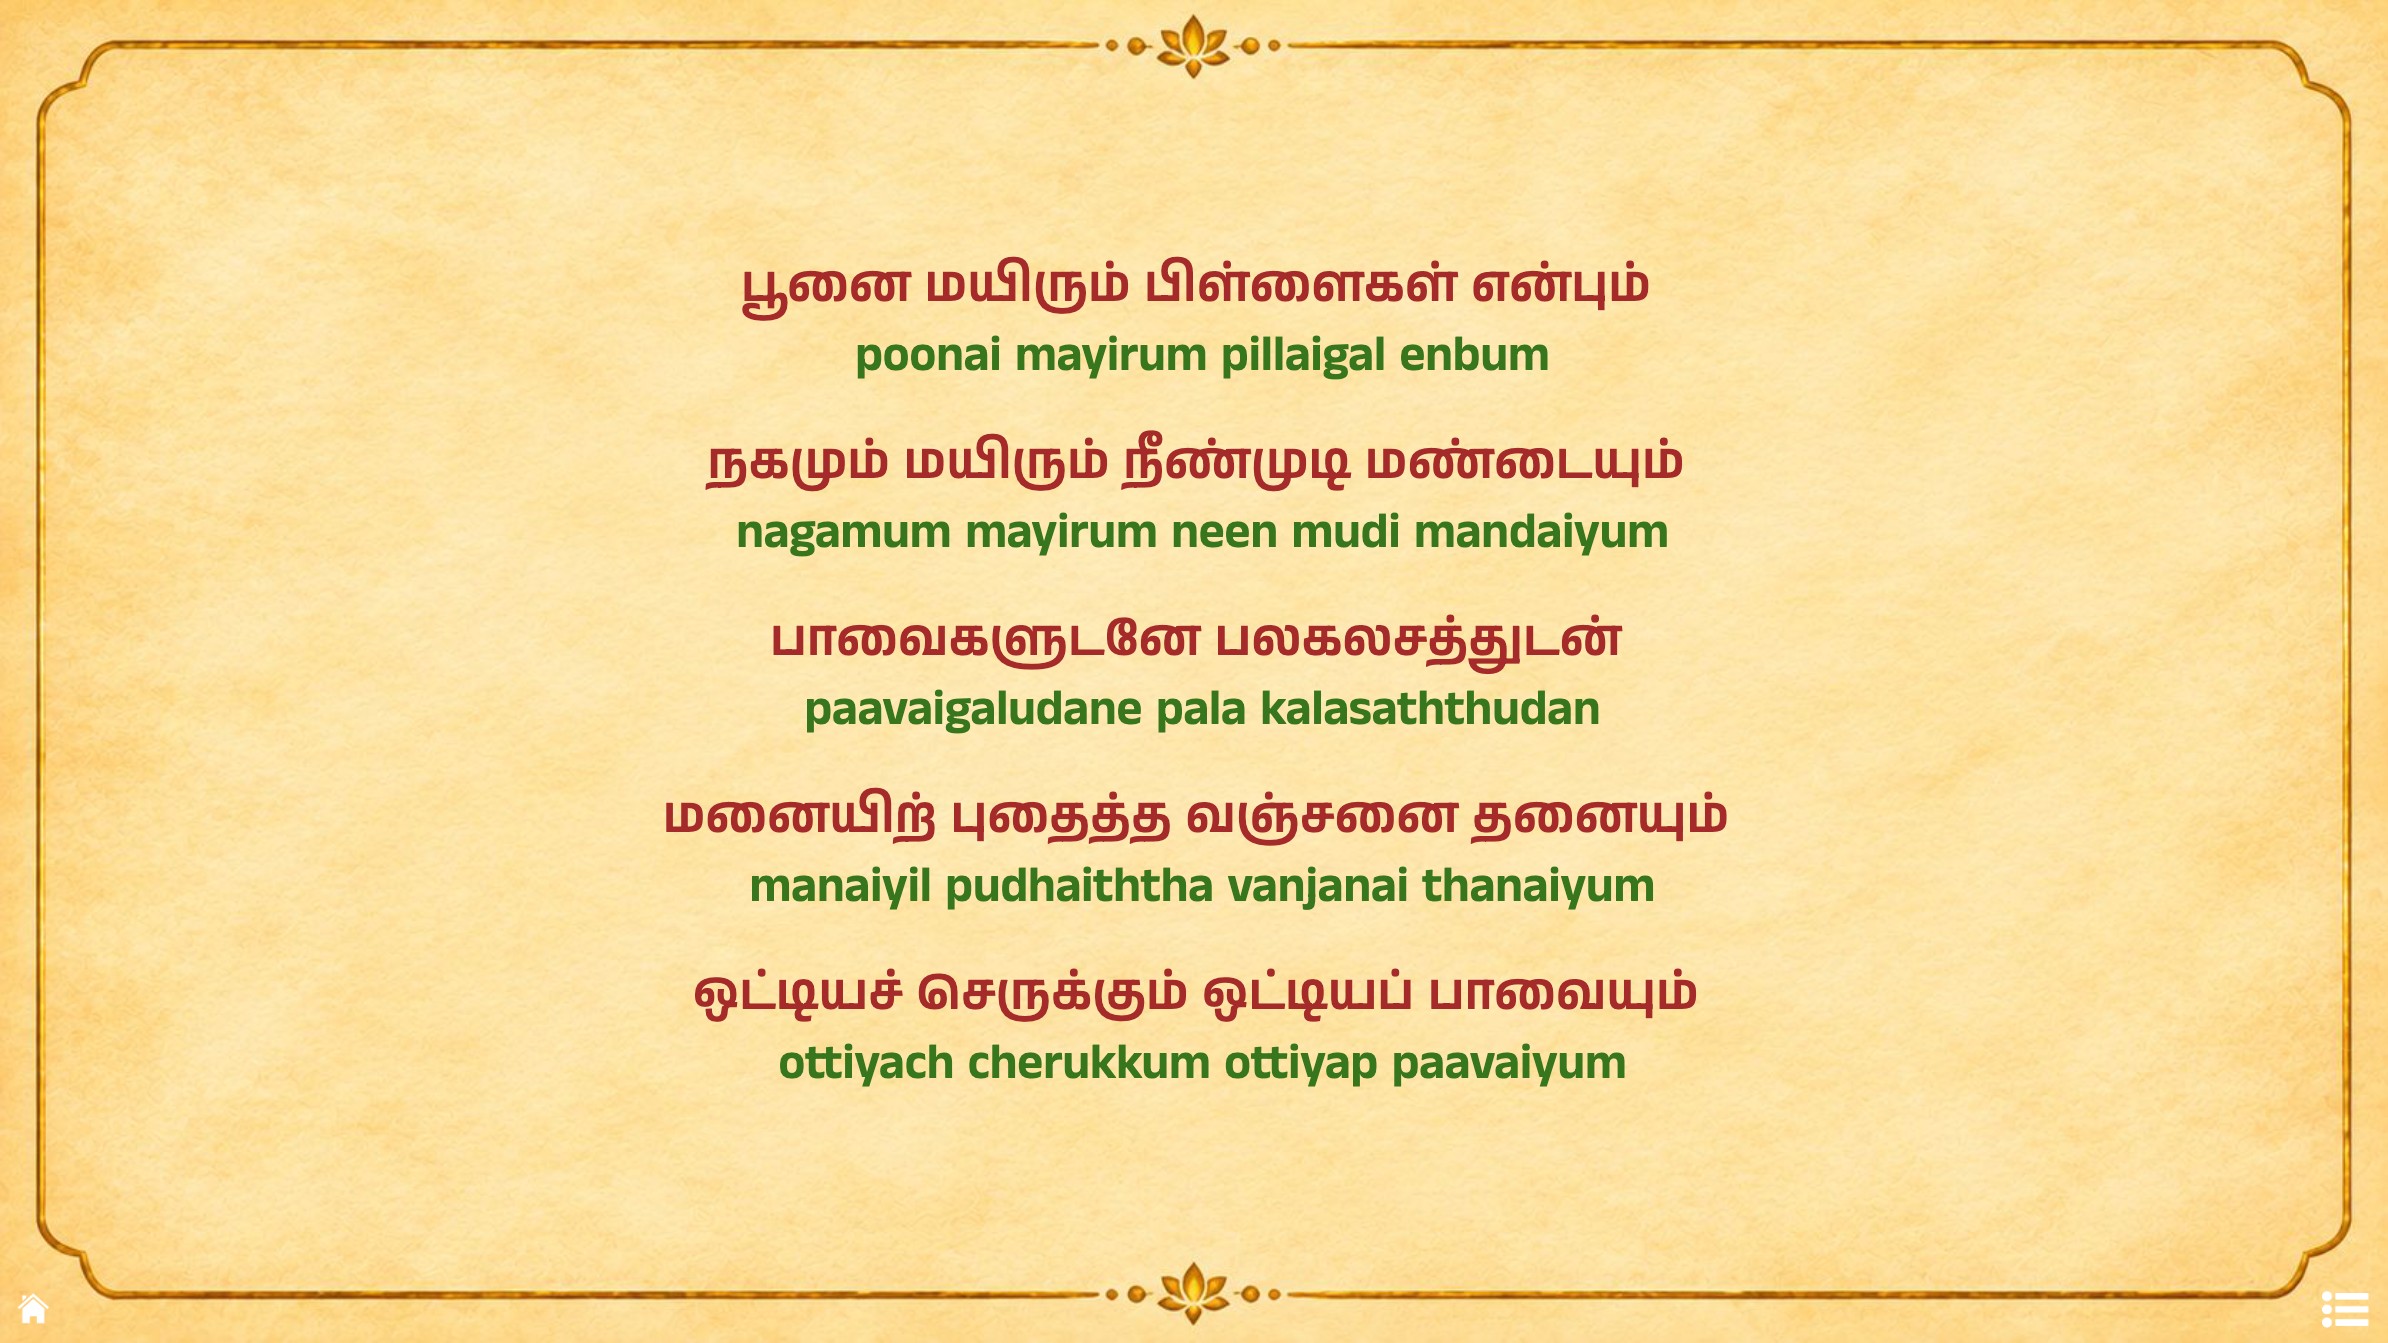 பூனை மயிரும் பிள்ளைகள் என்பும்
poonai mayirum pillaigal enbum
நகமும் மயிரும் நீண்முடி மண்டையும்
nagamum mayirum neen mudi mandaiyum
பாவைகளுடனே பலகலசத்துடன்
paavaigaludane pala kalasaththudan
மனையிற் புதைத்த வஞ்சனை தனையும்
manaiyil pudhaiththa vanjanai thanaiyum
ஒட்டியச் செருக்கும் ஒட்டியப் பாவையும்
ottiyach cherukkum ottiyap paavaiyum